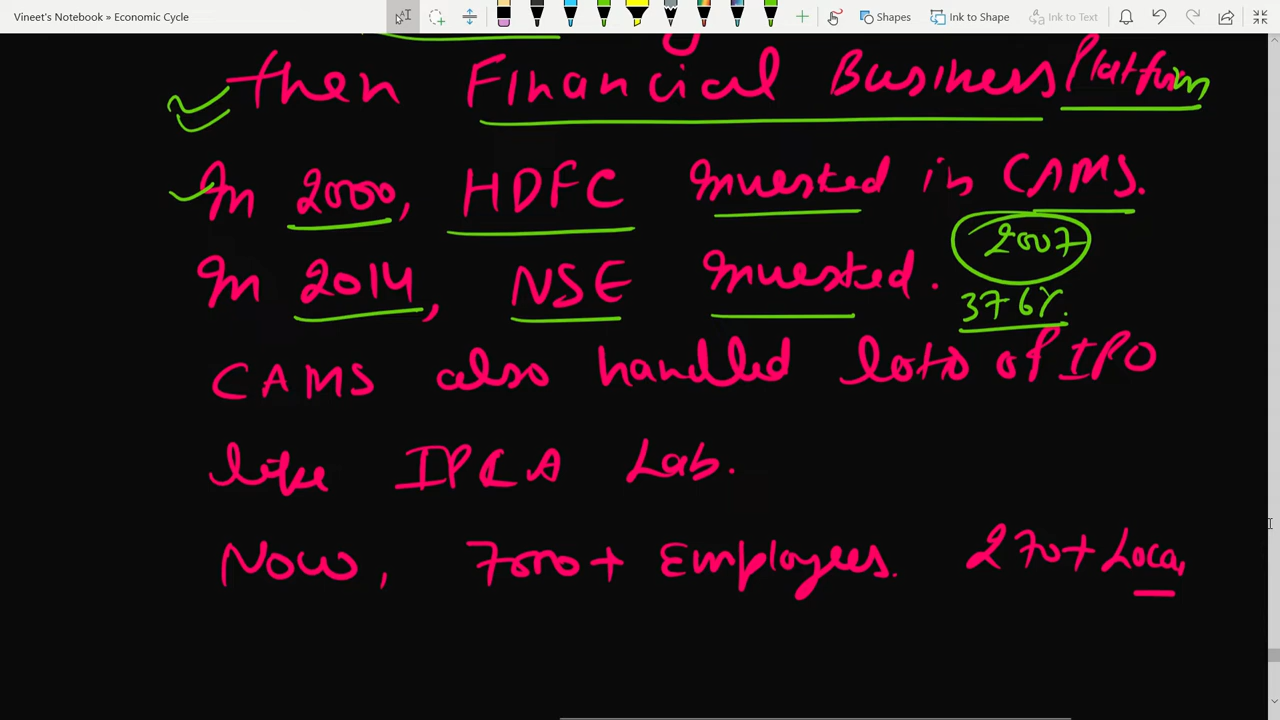 Vineet's Notebook » Economic Cycle
Shapes
Ink to Shape
Ink to Text
then Financial Business Platform
In 2000, HDFC Invested in CAMS.
2007
In 2014, NSE Invested.
37%
CAMS also handled lots of IPO
like IPCA Lab.
Now, 7000+ Employees. 270+ Loca